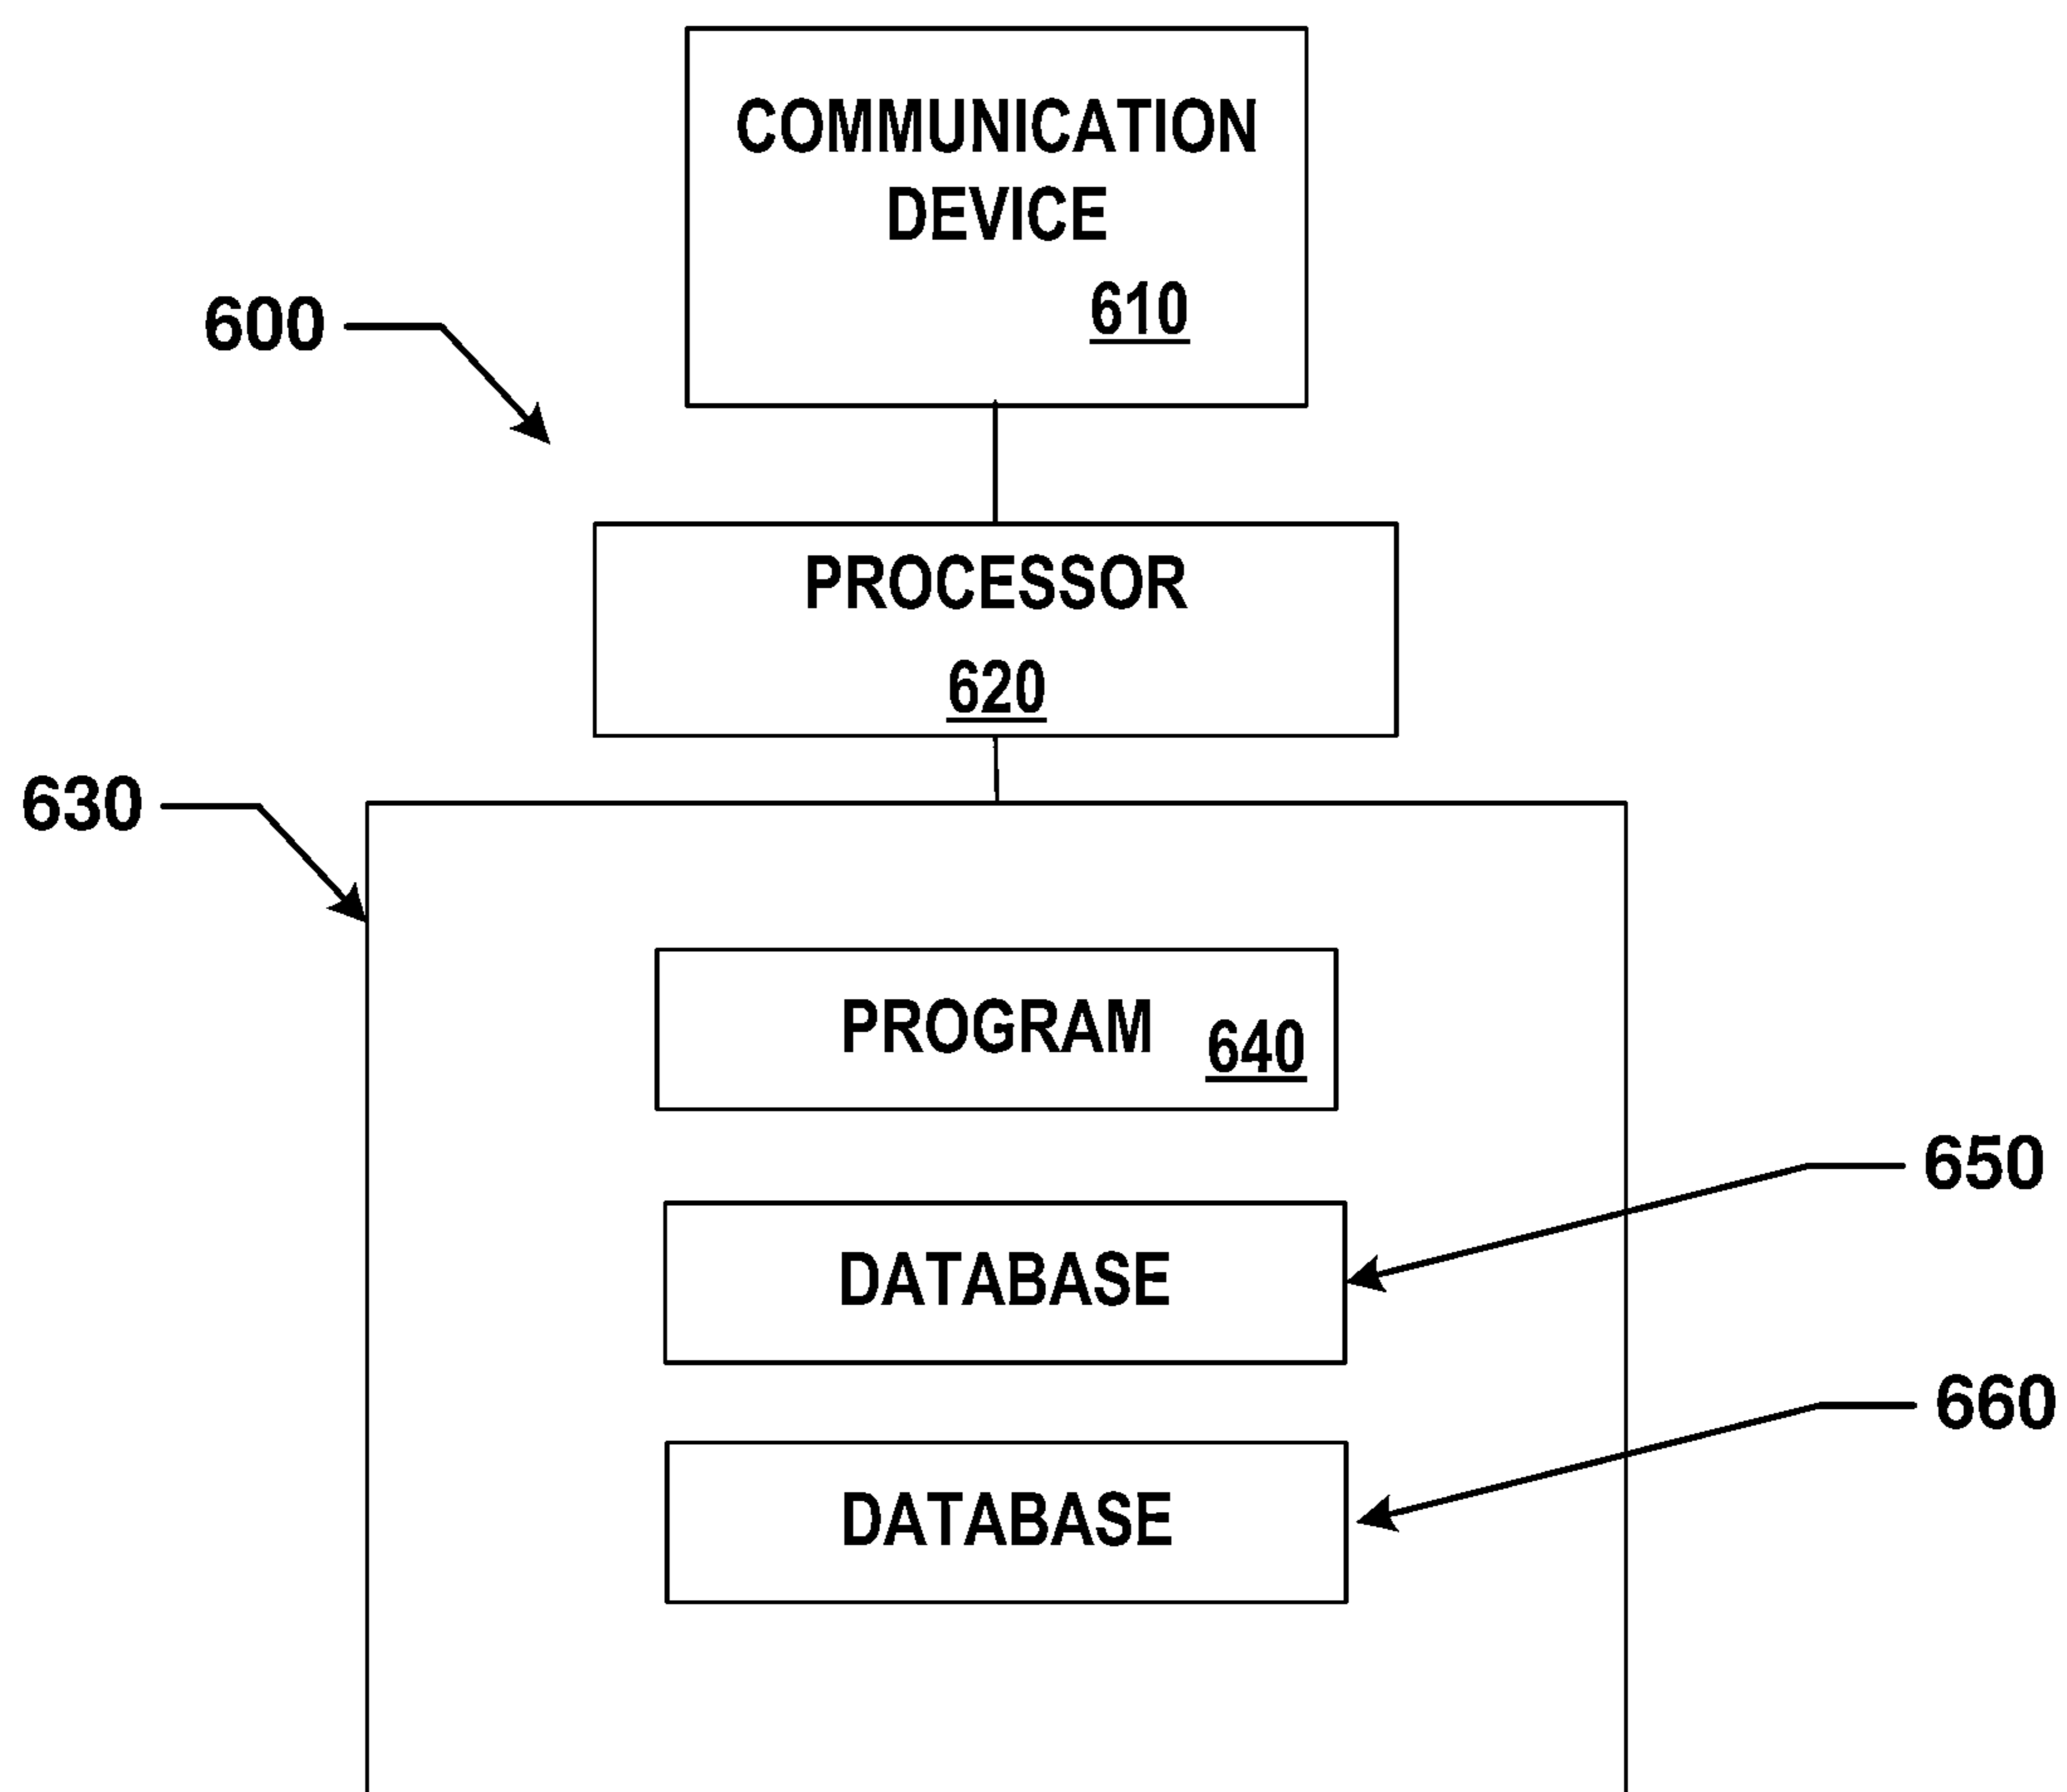 COMMUNICATION
DEVICE
610
600
PROCESSOR
620
630
PROGRAM 640
650
DATABASE
660
DATABASE